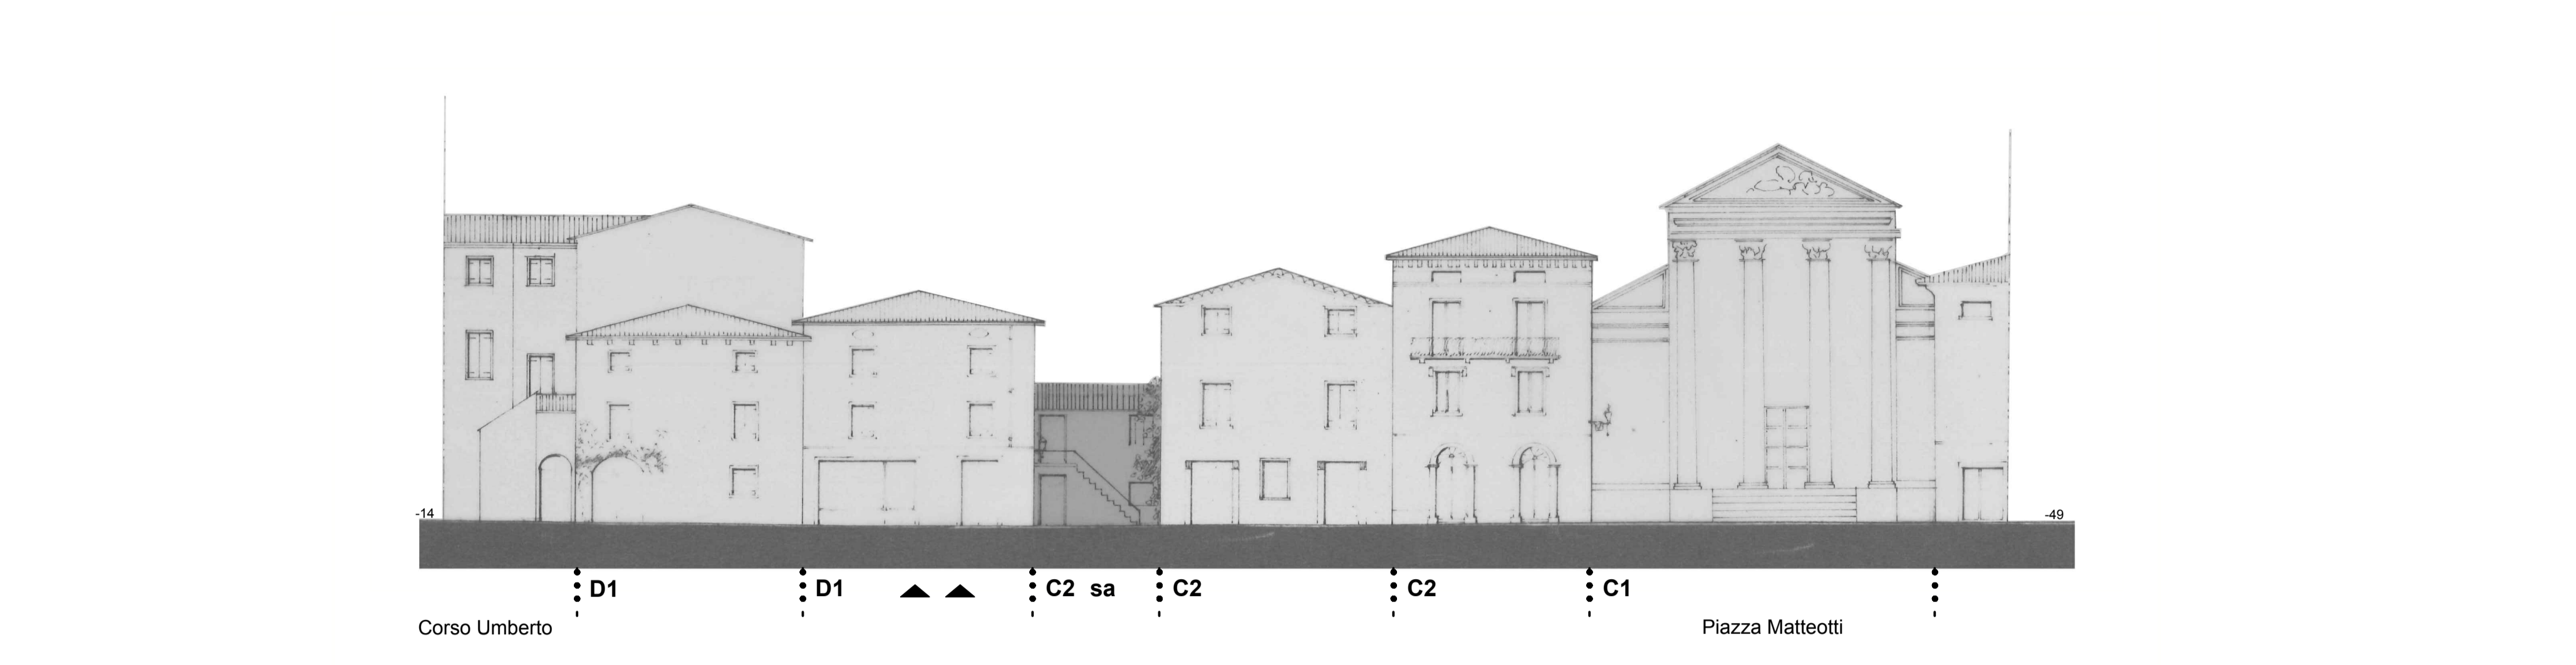 -14
-49
D1 D1 C2 sa C2 C2 C1
Corso Umberto Piazza Matteotti